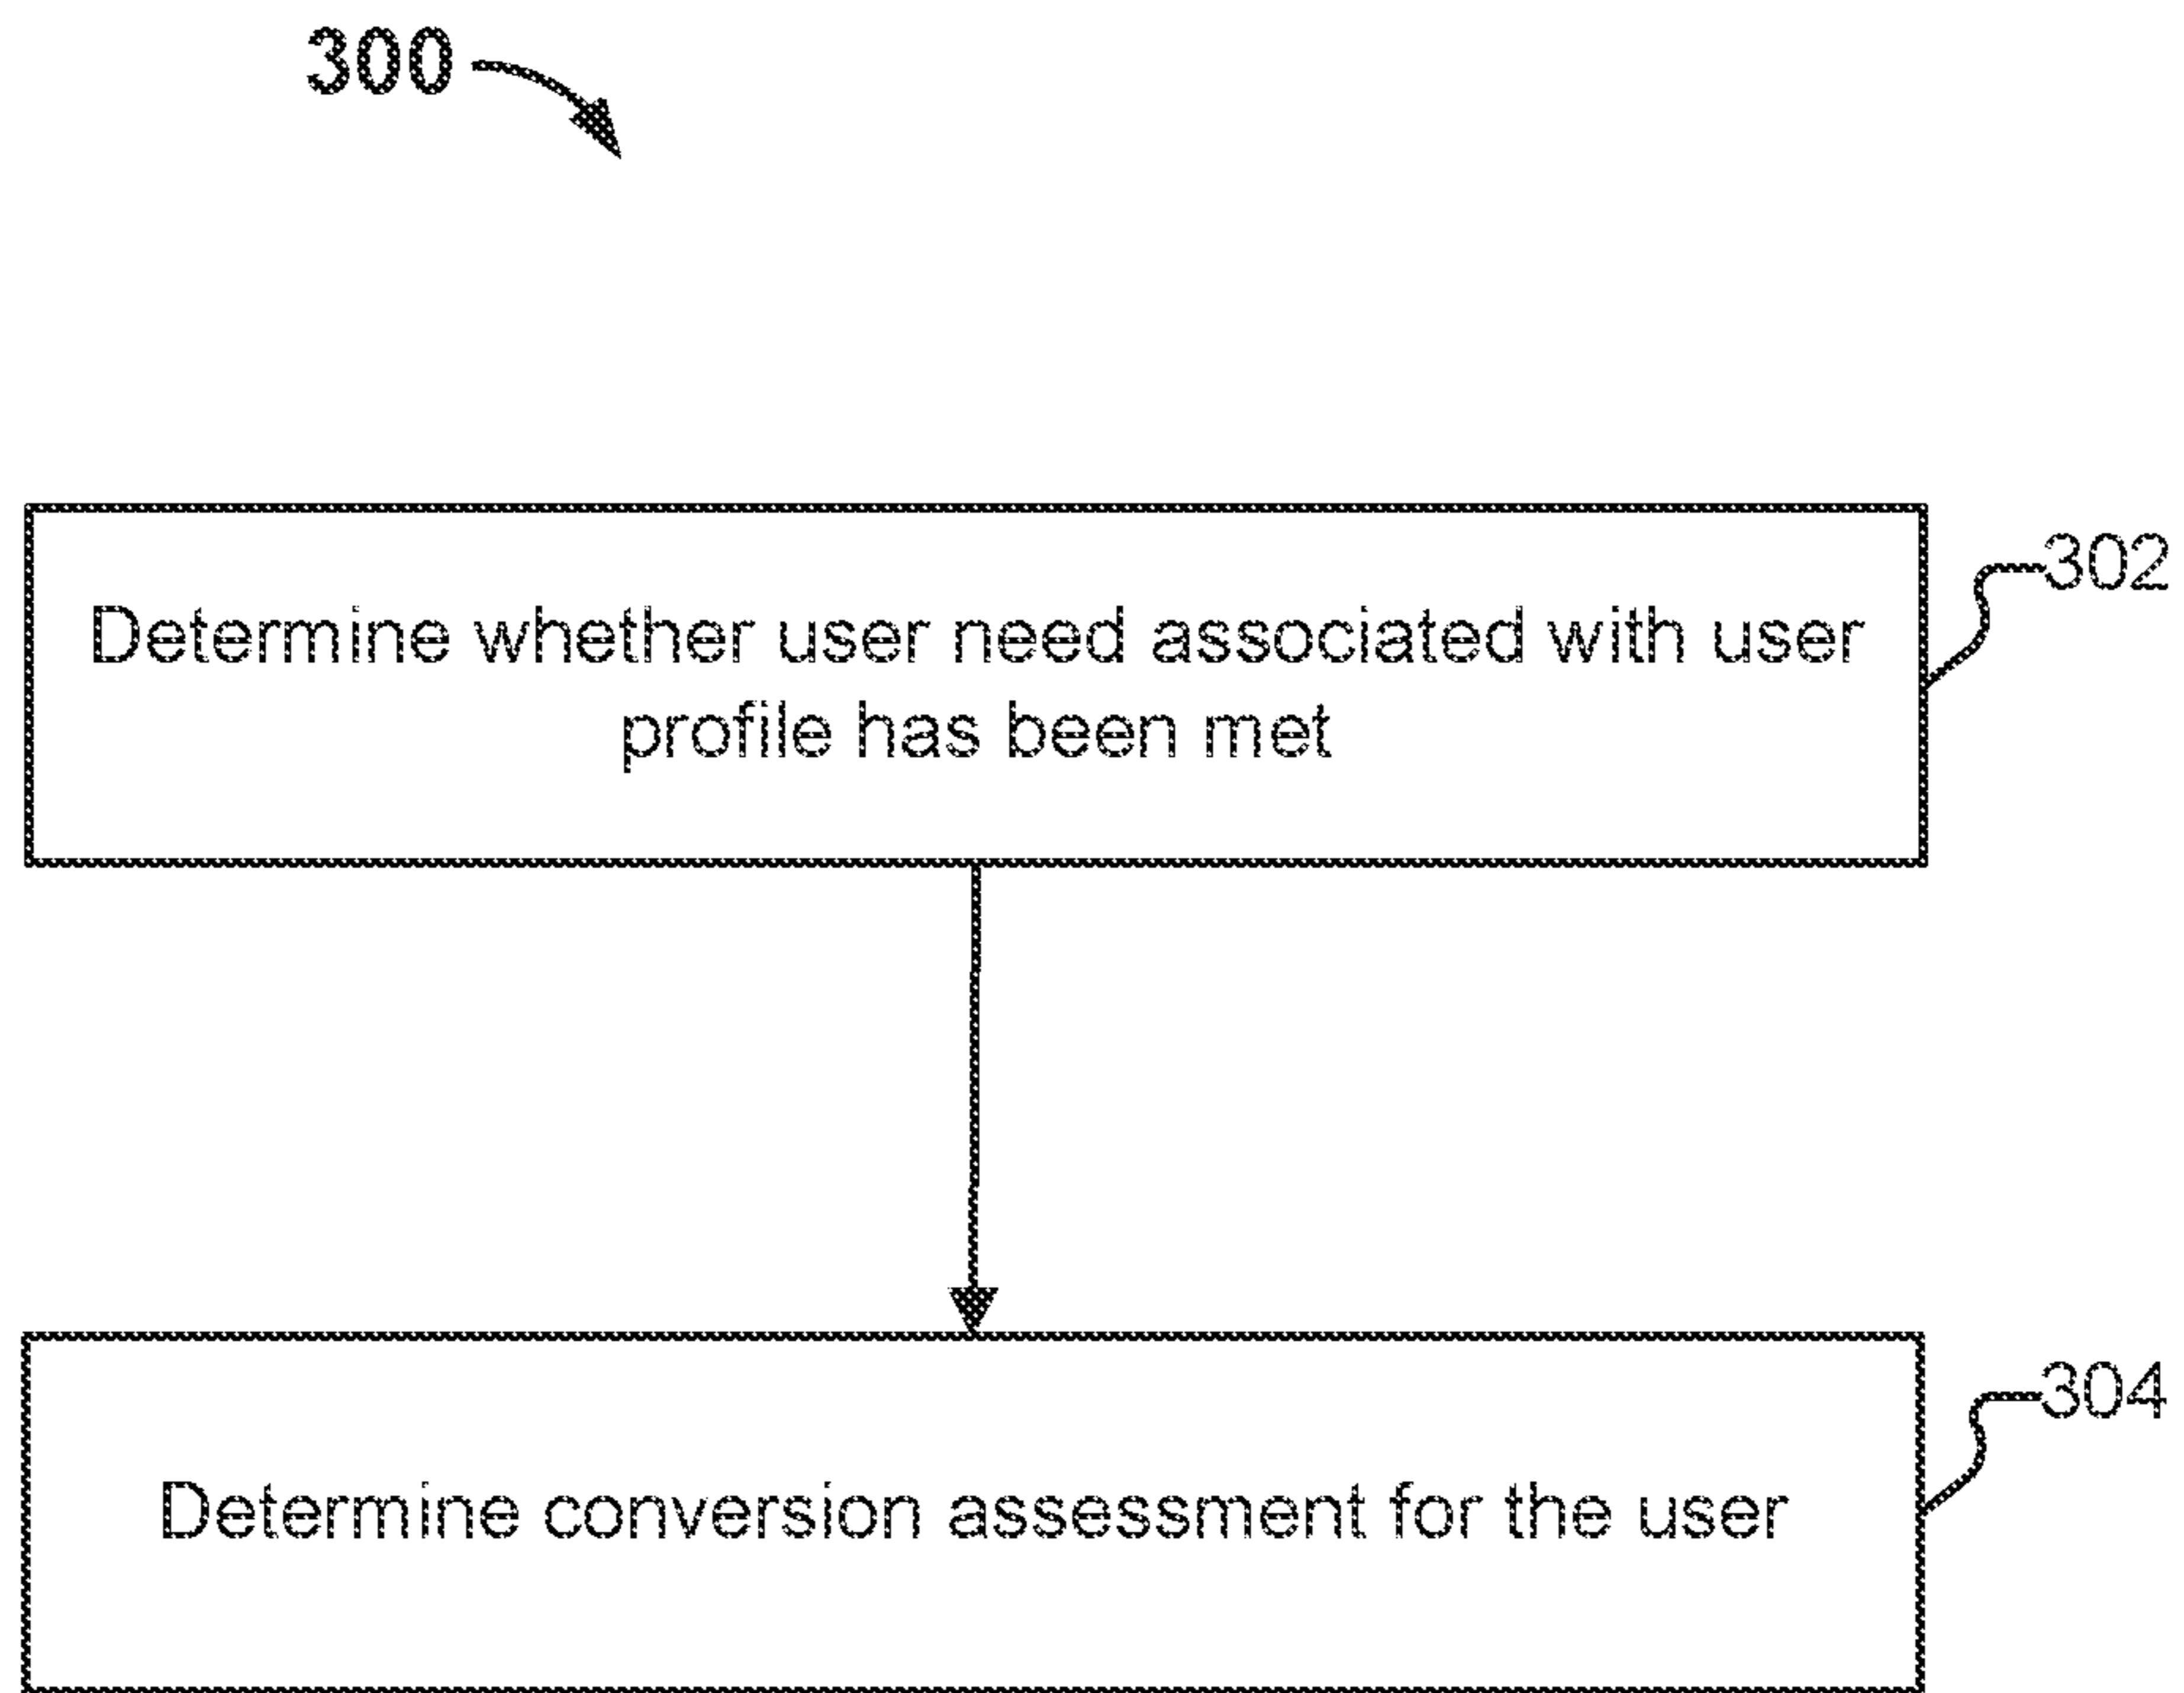 300
302
Determine whether user need associated with user
profile has been met
304
Determine conversion assessment for the user